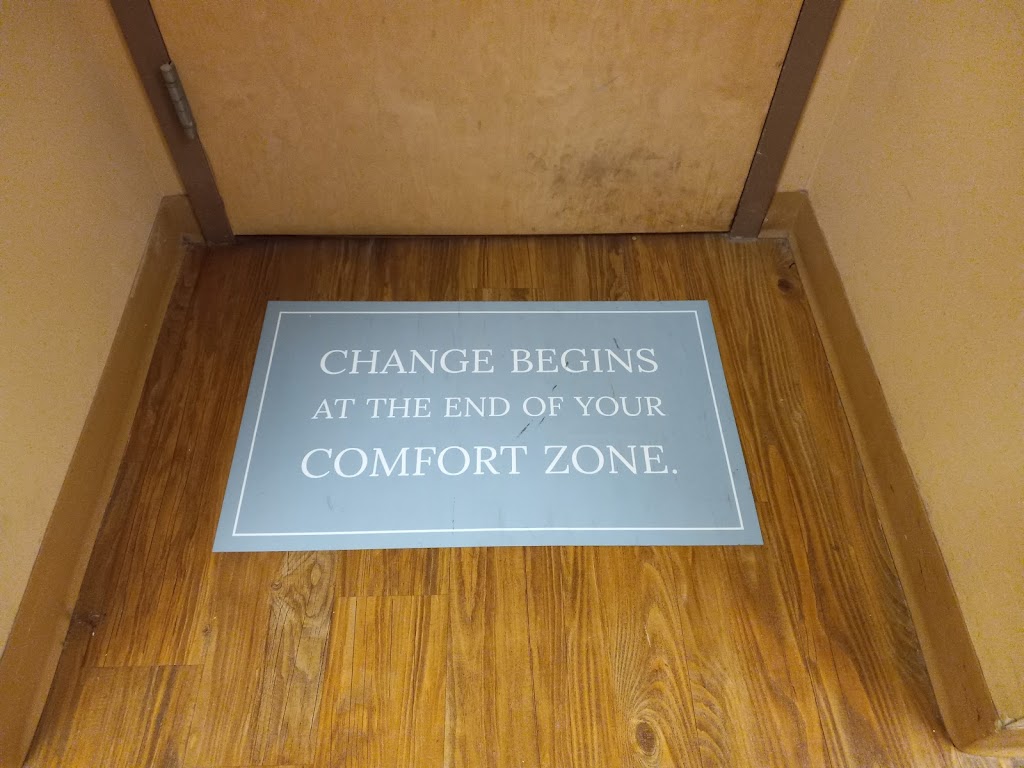 CHANGE BEGINS
AT THE END OF YOUR
COMFORT ZONE.